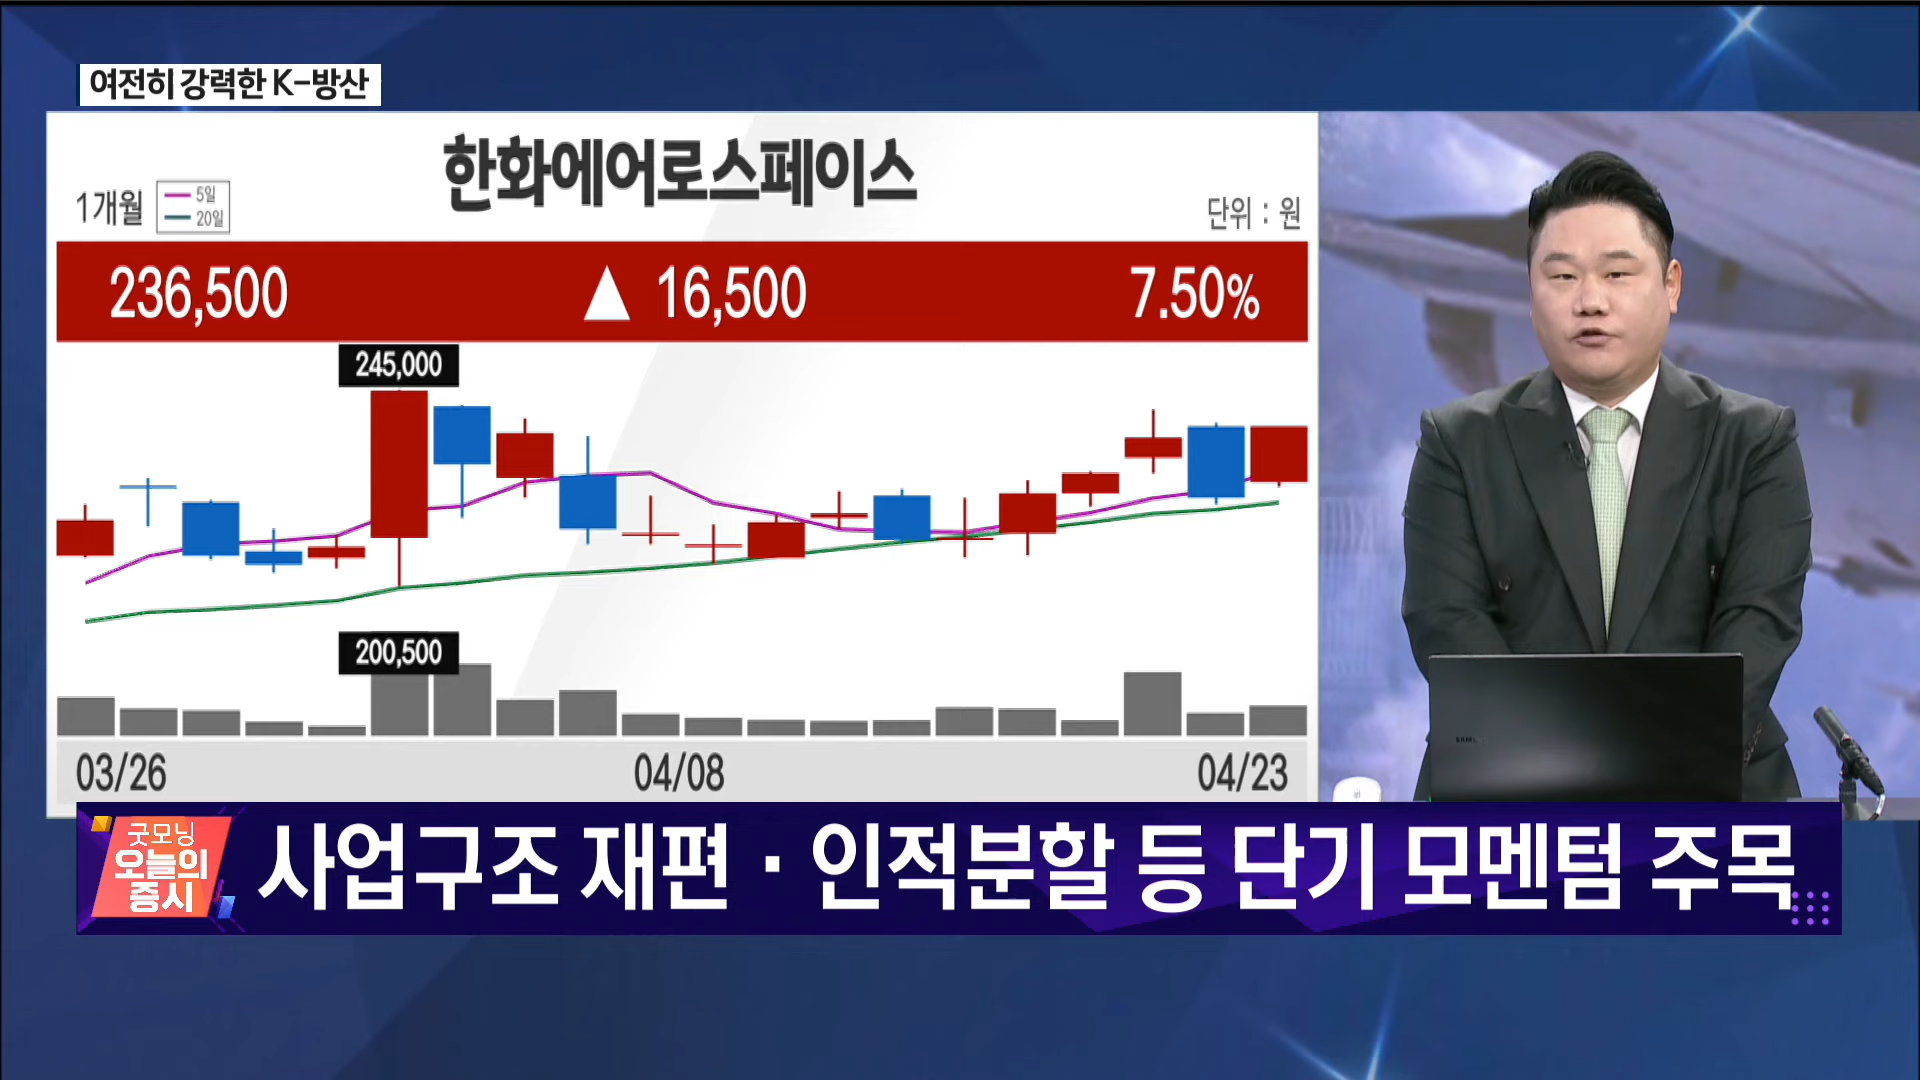 여전히 강력한 K-방산
한화에어로스페이스
1개월
5일
20일
단위 : 원
236,500 ▲ 16,500 7.50%
245,000
200,500
03/26 04/08 04/23
굿모닝
오늘의
증시
사업구조 재편 · 인적분할 등 단기 모멘텀 주목